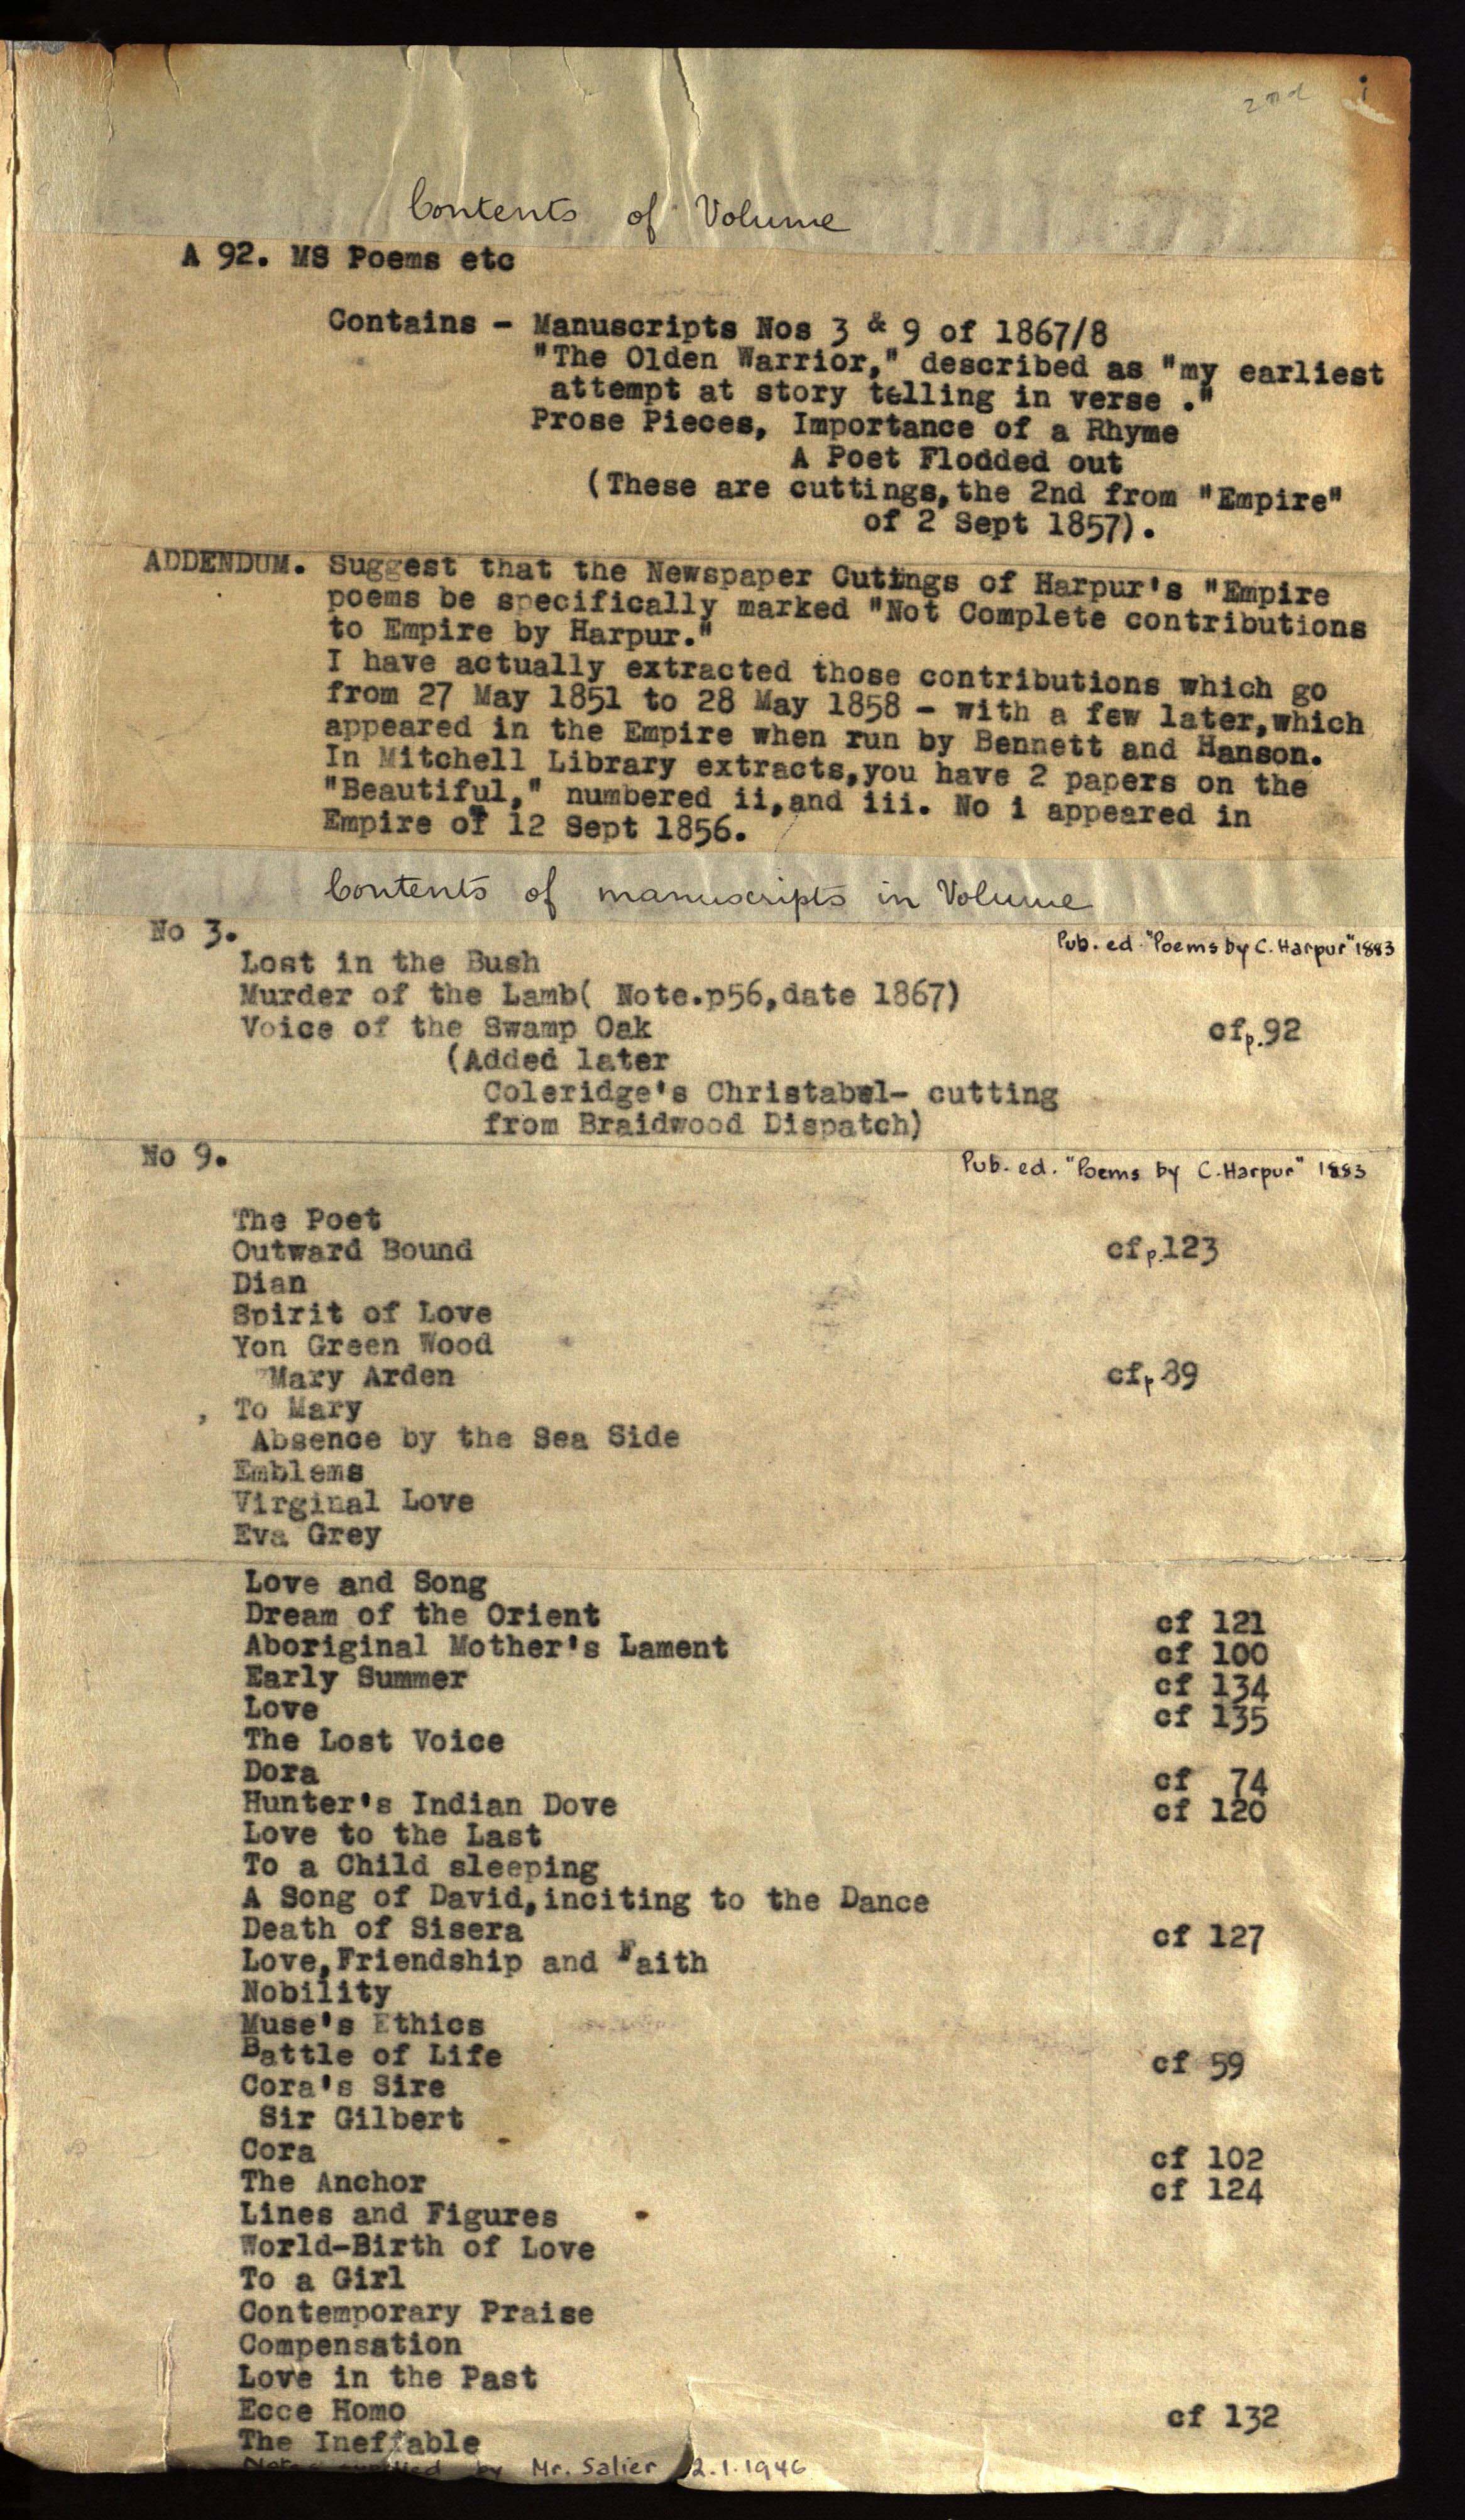 2nd i
Contents of Volume
A 92. MS Poems etc
Contains - Manuscripts Nos 3 & 9 of 1867/8
"The Olden Warrior," described as "my earliest
attempt at story telling in verse ."
Prose Pieces, Importance of a Rhyme
A Poet Flodded out
(These are cuttings,the 2nd from "Empire"
of 2 Sept 1857).
ADDENDUM. Suggest that the Newspaper Cutings of Harpur's "Empire
poems be specifically marked "Not Complete contributions
to Empire by Harpur."
I have actually extracted those contributions which go
from 27 May 1851 to 28 May 1858 - with a few later,which
appeared in the Empire when run by Bennett and Hanson.
In Mitchell Library extracts,you have 2 papers on the
"Beautiful," numbered ii,and iii. No i appeared in
Empire of 12 Sept 1856.
Contents of manuscripts in Volume
No 3. Pub. ed. "Poems by C. Harpur" 1883
Lost in the Bush
Murder of the Lamb( Note.p56,date 1867)
Voice of the Swamp Oak cf p.92
(Added later
Coleridge's Christabel- cutting
from Braidwood Dispatch)
No 9. Pub. ed. "Poems by C. Harpur" 1883
The Poet
Outward Bound cf p.123
Dian
Spirit of Love
Yon Green Wood
Mary Arden cf p 89
, To Mary
Absence by the Sea Side
Emblems
Virginal Love
Eva Grey
Love and Song
Dream of the Orient cf 121
Aboriginal Mother's Lament cf 100
Early Summer cf 134
Love cf 135
The Lost Voice
Dora cf 74
Hunter's Indian Dove cf 120
Love to the Last
To a Child sleeping
A Song of David,inciting to the Dance
Death of Sisera cf 127
Love,Friendship and Faith
Nobility
Muse's Ethics
Battle of Life cf 59
Cora's Sire
Sir Gilbert
Cora cf 102
The Anchor cf 124
Lines and Figures
World-Birth of Love
To a Girl
Contemporary Praise
Compensation
Love in the Past
Ecce Homo cf 132
The Ineffable
supplied by Mr. Salier 2.1.1946